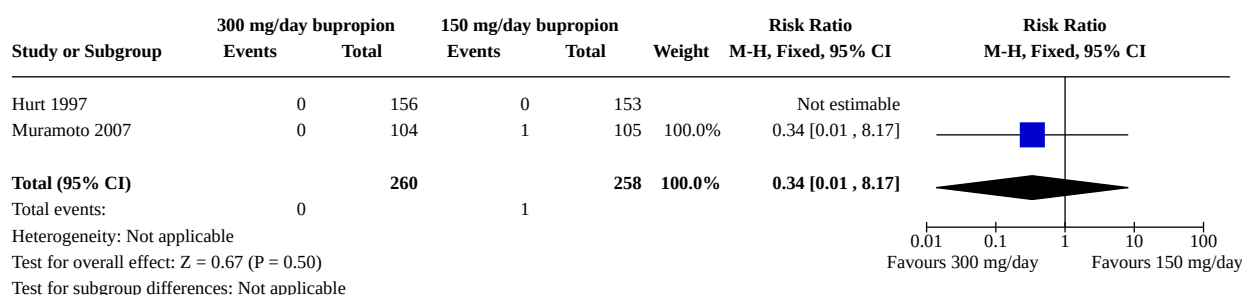 300 mg/day bupropion 150 mg/day bupropion Risk Ratio Risk Ratio
Study or Subgroup Events Total Events Total Weight M-H, Fixed, 95% CI M-H, Fixed, 95% CI
Hurt 1997 0 156 0 153 Not estimable
Muramoto 2007 0 104 1 105 100.0% 0.34 [0.01 , 8.17]
Total (95% CI) 260 258 100.0% 0.34 [0.01 , 8.17]
Total events: 0 1
Heterogeneity: Not applicable
0.01 0.1 1 10 100
Test for overall effect: Z = 0.67 (P = 0.50) Favours 300 mg/day Favours 150 mg/day
Test for subgroup differences: Not applicable